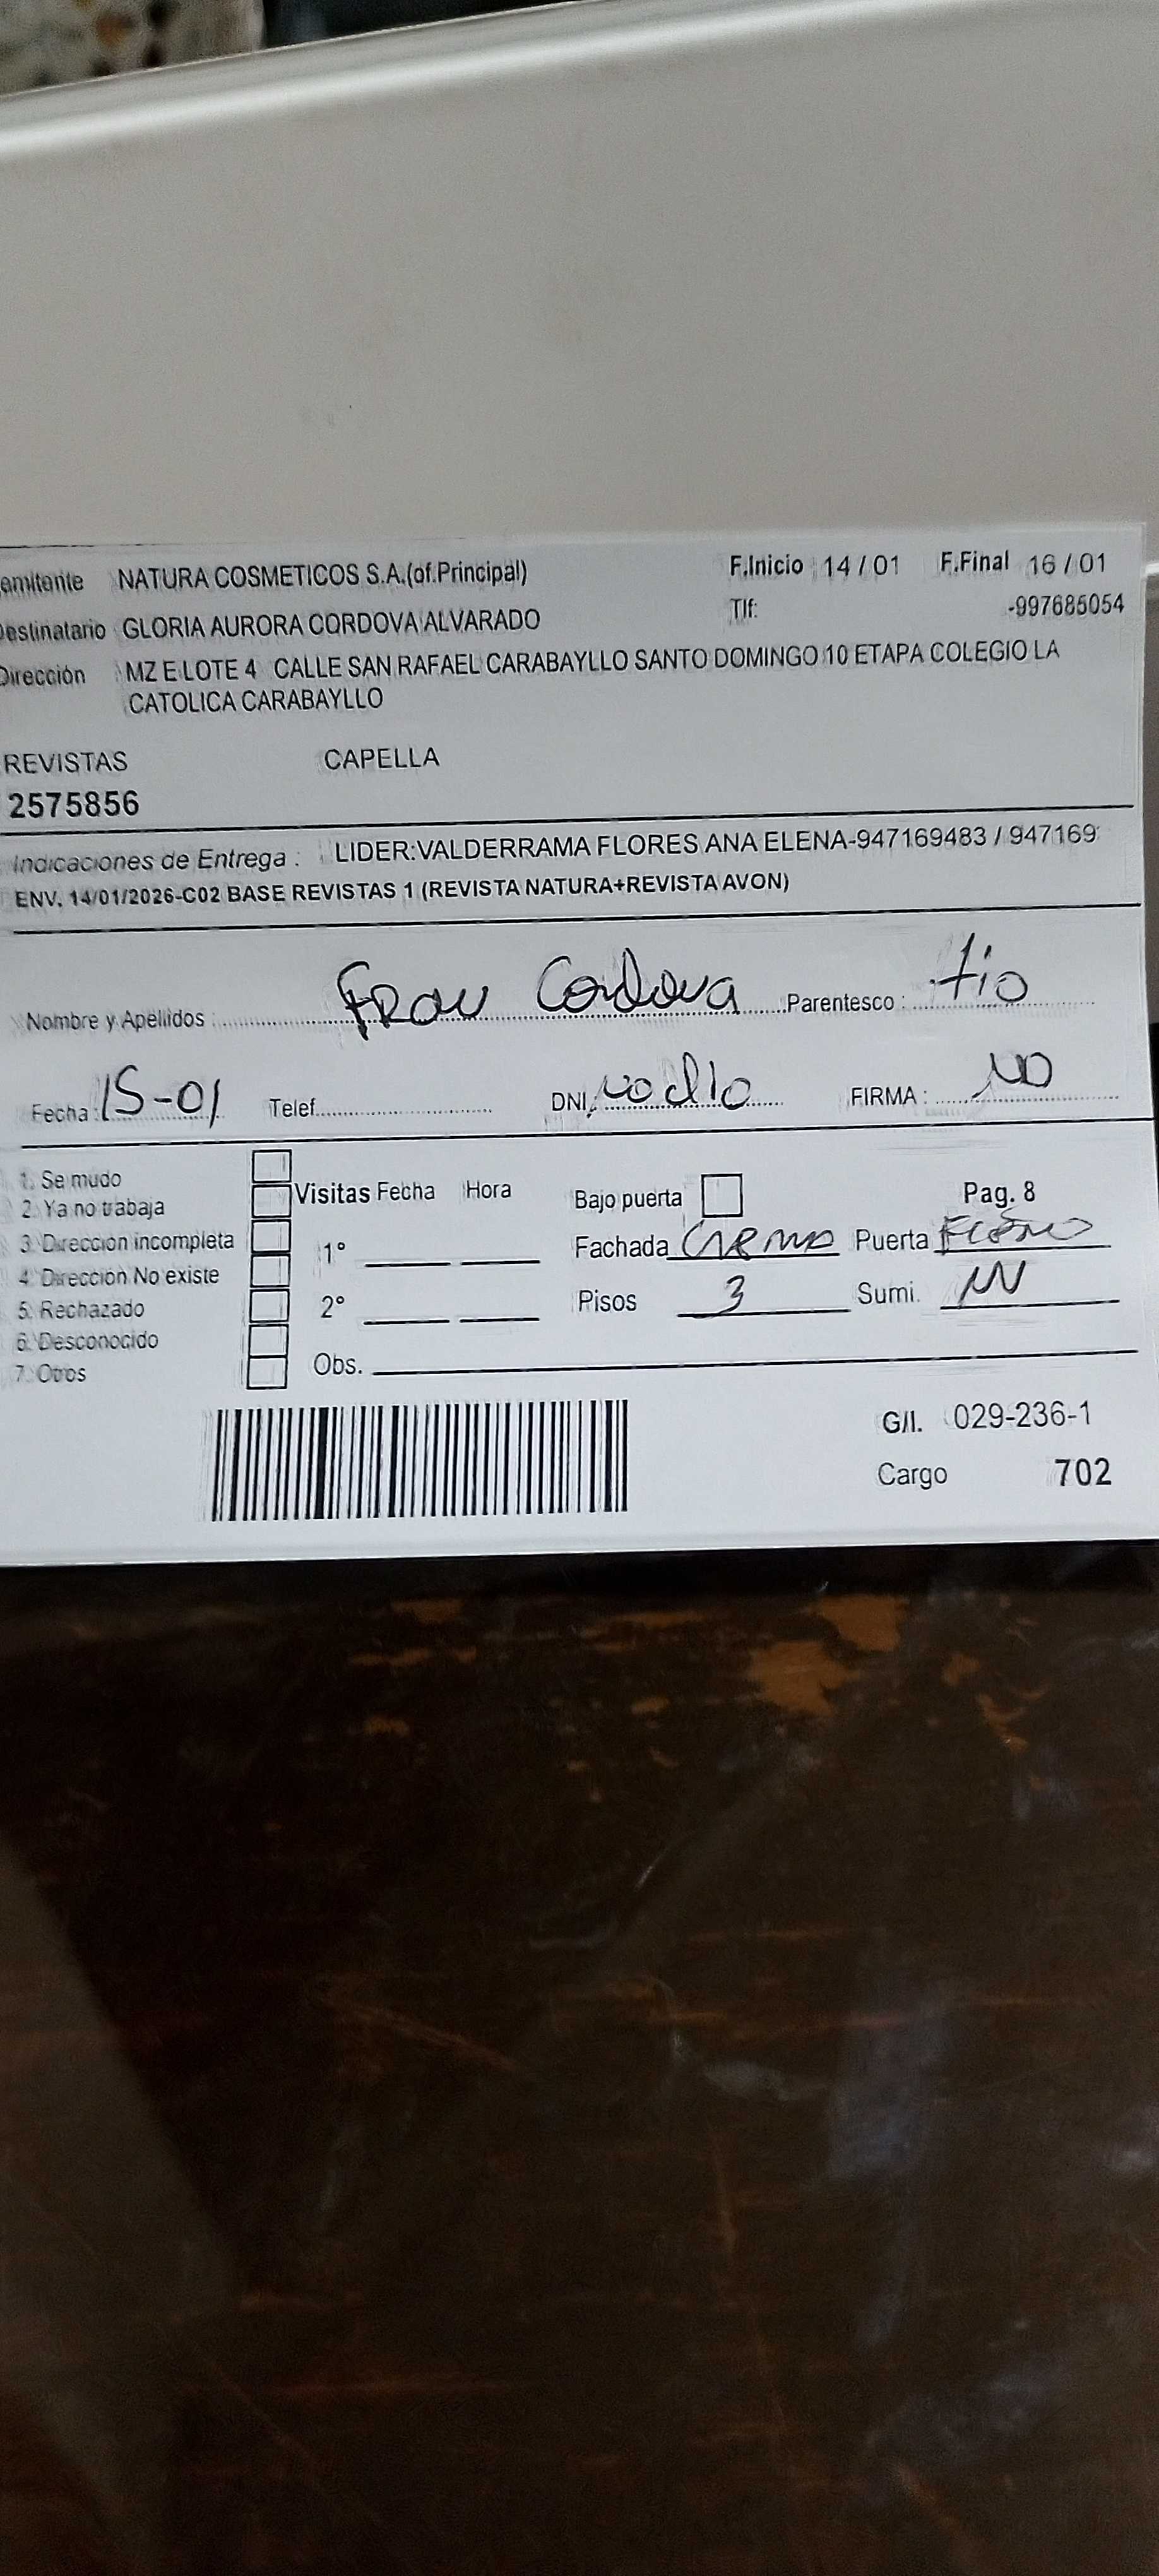 emitente NATURA COSMETICOS S.A.(of.Principal) F.Inicio 14 / 01 F.Final 16 / 01
Destinatario GLORIA AURORA CORDOVA ALVARADO Tlf: -997685054
Dirección MZ E LOTE 4 CALLE SAN RAFAEL CARABAYLLO SANTO DOMINGO 10 ETAPA COLEGIO LA
CATOLICA CARABAYLLO
REVISTAS CAPELLA
2575856
Indicaciones de Entrega : LIDER:VALDERRAMA FLORES ANA ELENA-947169483 / 947169
ENV. 14/01/2026-C02 BASE REVISTAS 1 (REVISTA NATURA+REVISTA AVON)
Nombre y Apellidos : Cordova Parentesco : tio
Fecha : 15-01 Telef. DNI. no dio FIRMA : NO
1. Se mudo
2. Ya no trabaja Visitas Fecha Hora Bajo puerta Pag. 8
3. Dirección incompleta 1° Fachada Crema Puerta
4. Dirección No existe
5. Rechazado 2° Pisos 3 Sumi.
6. Desconocido
7. Otros Obs.
G/I. 029-236-1
Cargo 702